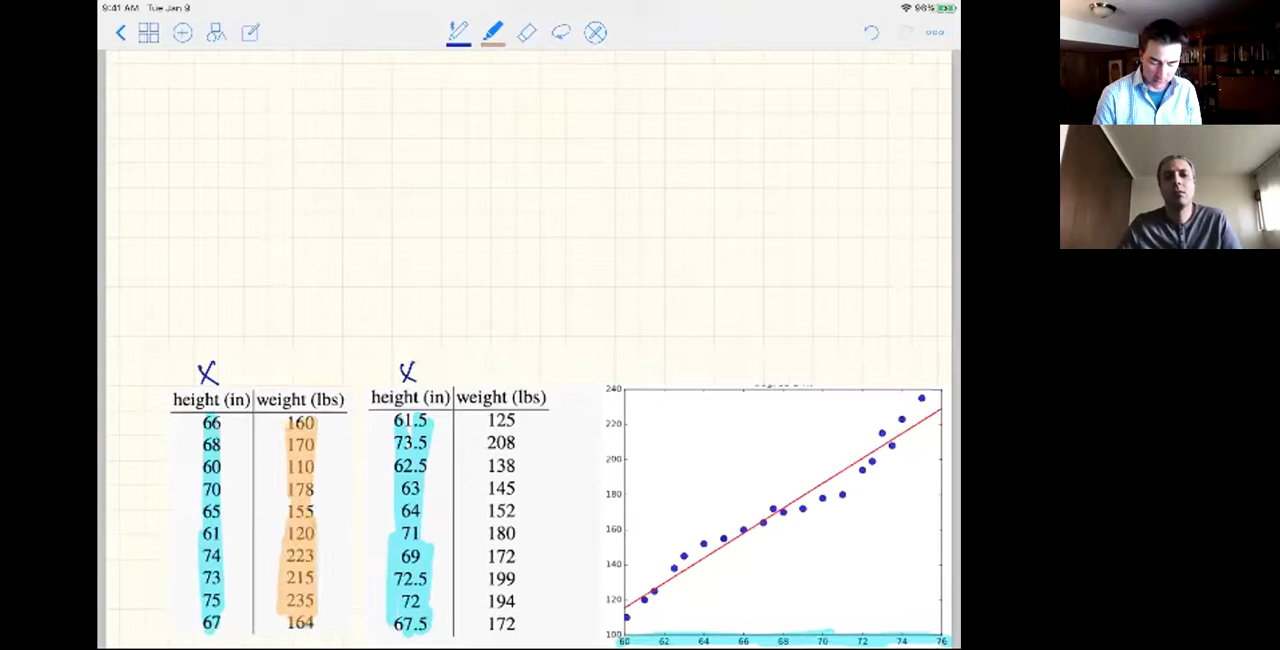 9:41 AM Tue Jan 9
96%
X X
height (in) weight (lbs) height (in) weight (lbs)
66 160 61.5 125
68 170 73.5 208
60 110 62.5 138
70 178 63 145
65 155 64 152
61 120 71 180
74 223 69 172
73 215 72.5 199
75 235 72 194
67 164 67.5 172
240
220
200
180
160
140
120
100
60 62 64 66 68 70 72 74 76